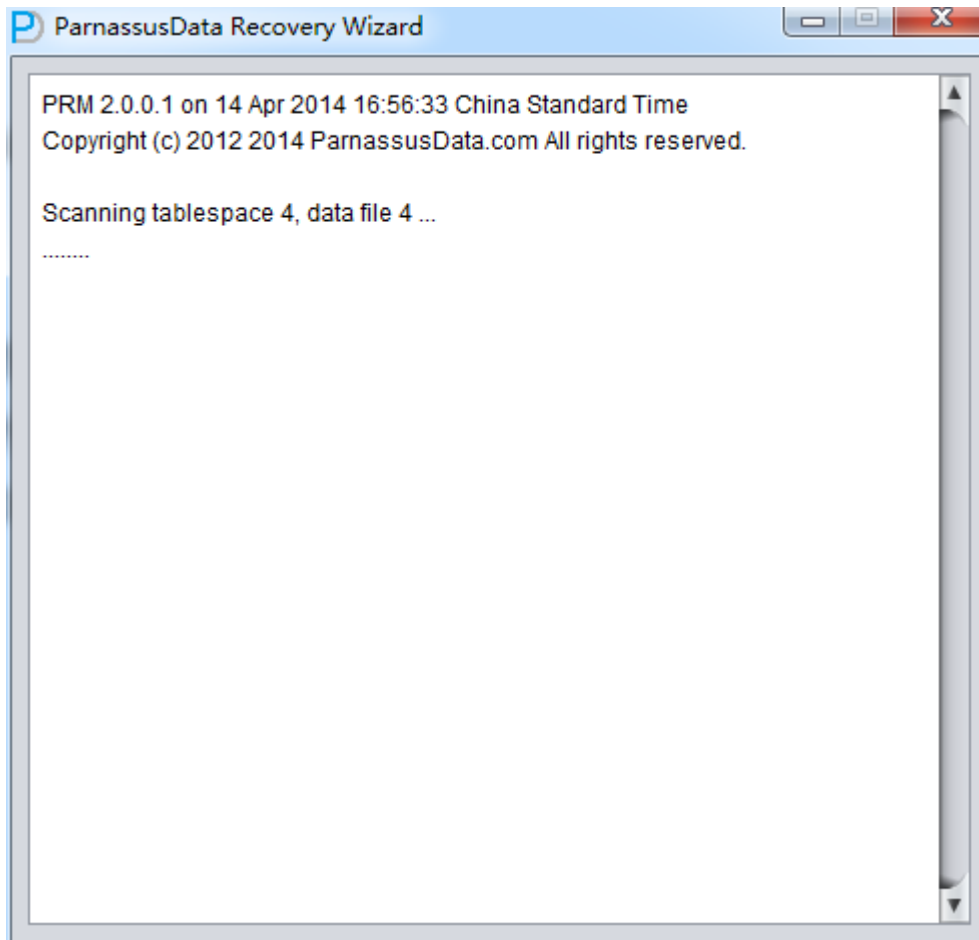 ParnassusData Recovery Wizard
PRM 2.0.0.1 on 14 Apr 2014 16:56:33 China Standard Time
Copyright (c) 2012 2014 ParnassusData.com All rights reserved.
Scanning tablespace 4, data file 4 ...
........